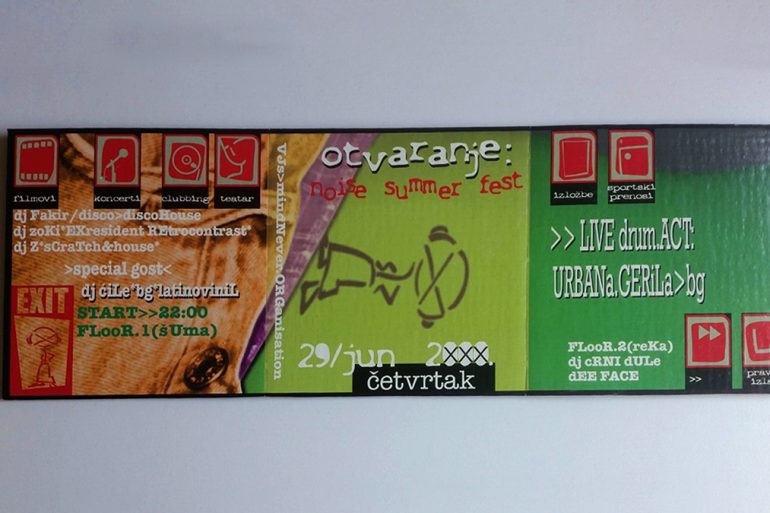 filmovi
koncerti
clubbing
teatar
dj Fakir/disco>discoHouse
dj zoKi*EXresident REtrocontrast*
dj Z*sCraTch&house*
>special gost<
dj ćiLe*bg*latinoviniL
EXIT
START>>22:00
FLooR.1(šUma)
VJs>mindNever.ORGanisation
otvaranje:
noise summer fest
29/jun
četvrtak
izložbe
sportski
prenosi
>>LIVE drum.ACT:
URBANa.GERiLa>bg
FLooR.2(reKa)
dj cRNI dULe
dEE FACE
>>